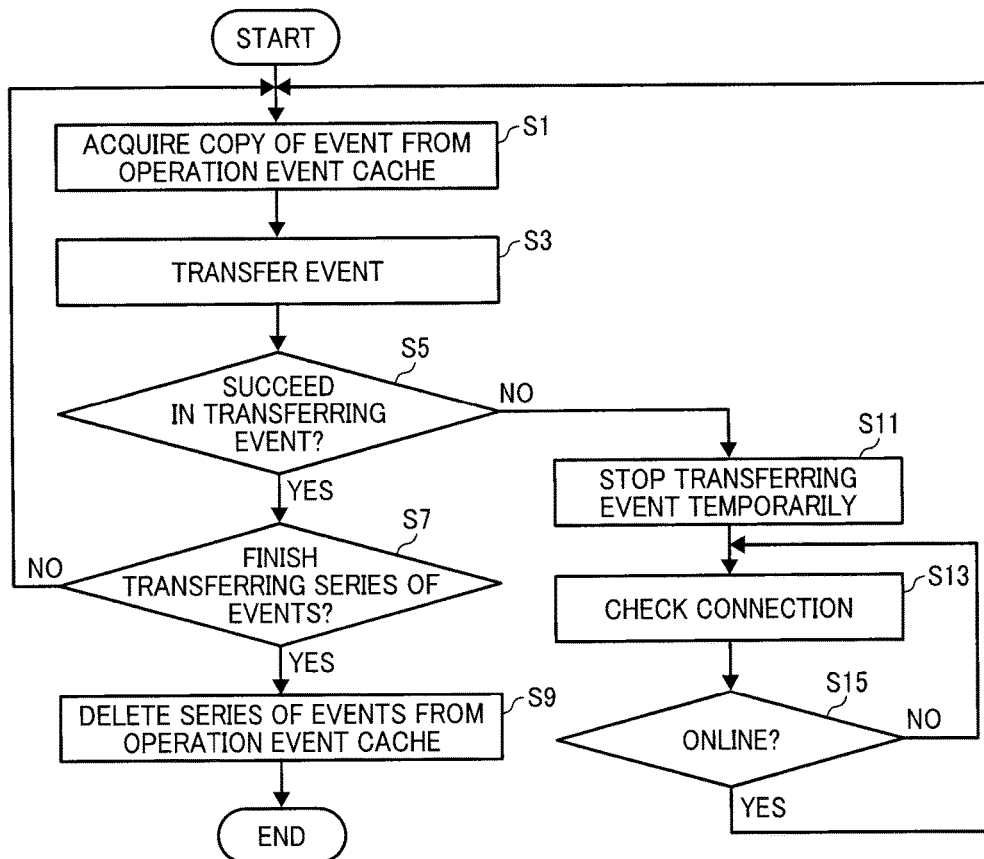 START
S1
ACQUIRE COPY OF EVENT FROM
OPERATION EVENT CACHE
S3
TRANSFER EVENT
S5
SUCCEED
IN TRANSFERRING
EVENT?
NO
YES
S7
FINISH
TRANSFERRING SERIES OF
EVENTS?
NO
YES
S9
DELETE SERIES OF EVENTS FROM
OPERATION EVENT CACHE
END
S11
STOP TRANSFERRING
EVENT TEMPORARILY
S13
CHECK CONNECTION
S15
ONLINE?
NO
YES